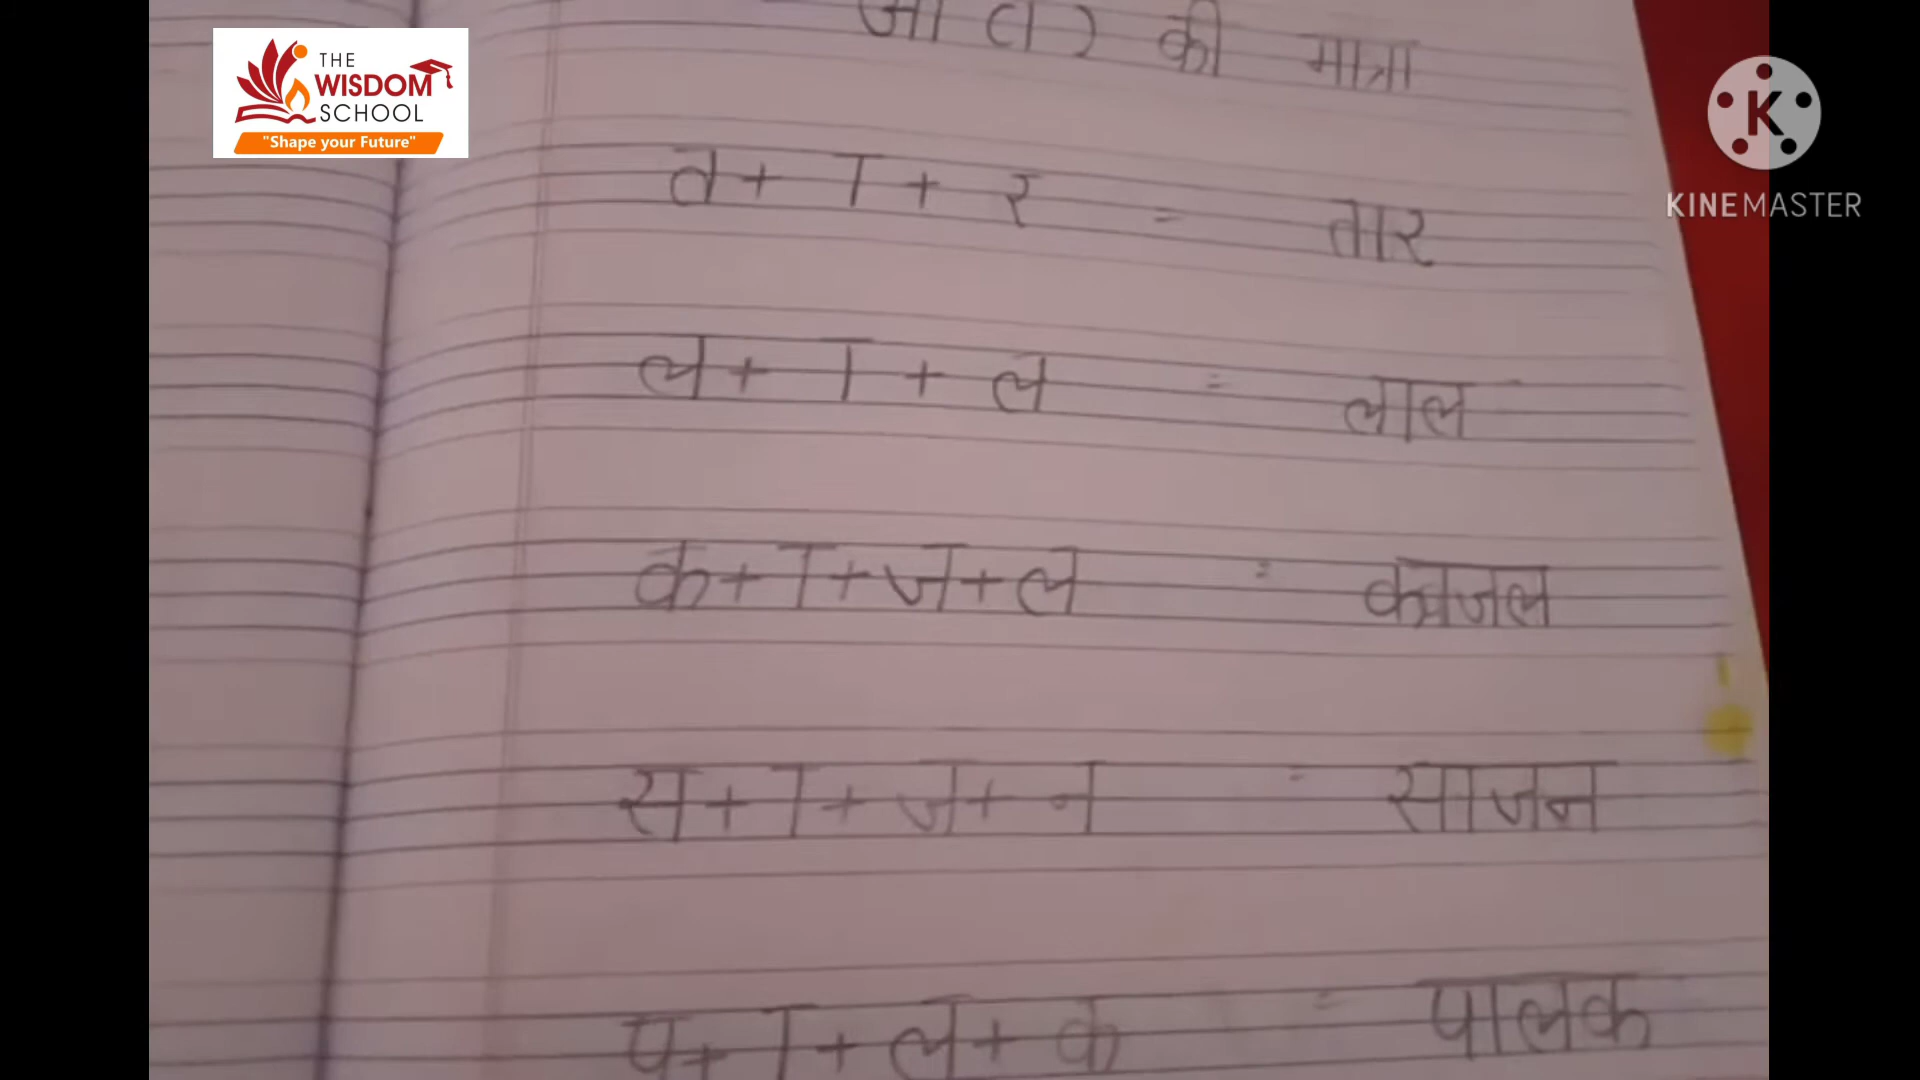 THE
WISDOM
SCHOOL
"Shape your Future"
KINEMASTER
आ (ा) की मात्रा
त + ा + र = तार
ल + ा + ल = लाल
क + ा + ज + ल = काजल
स + ा + ज + न = साजन
प + ा + ल + क = पालक